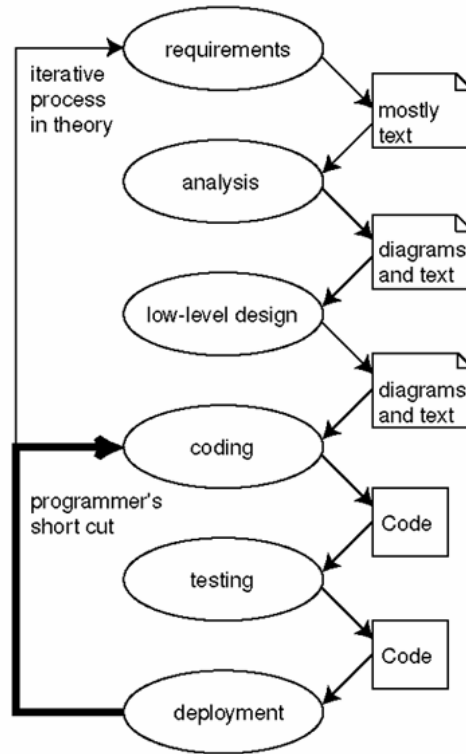 requirements
iterative
process
in theory
mostly
text
analysis
diagrams
and text
low-level design
diagrams
and text
coding
programmer's
short cut
Code
testing
Code
deployment